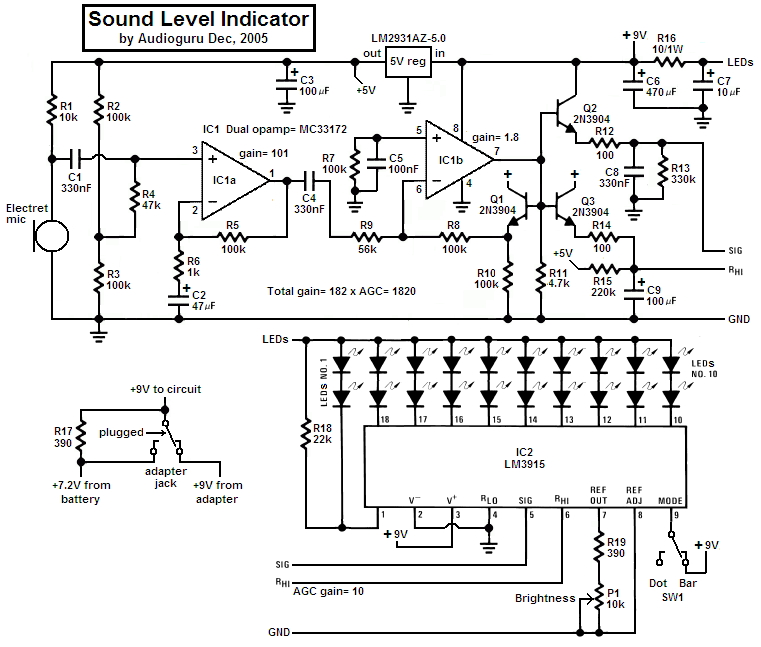 Sound Level Indicator
by Audioguru Dec, 2005
LM2931AZ-5.0
out
5V reg
in
+9V
R16
10/1W
LEDs
C3
100µF
+5V
C6
470µF
C7
10µF
R1
10k
R2
100k
IC1 Dual opamp= MC33172
gain= 101
gain= 1.8
Q2
2N3904
R12
100
C1
330nF
R4
47k
3
2
1
IC1a
C4
330nF
R7
100k
C5
100nF
5
6
8
7
4
IC1b
C8
330nF
R13
330k
Q1
2N3904
Q3
2N3904
Electret
mic
R5
100k
R9
56k
R8
100k
R14
100
SIG
R6
1k
+5V
R15
220k
RHI
R3
100k
C2
47µF
Total gain= 182 x AGC= 1820
R10
100k
R11
4.7k
C9
100µF
GND
LEDs
LEDS NO. 1
LEDs
NO. 10
+9V to circuit
R17
390
plugged
adapter
jack
+7.2V from
battery
+9V from
adapter
R18
22k
18 17 16 15 14 13 12 11 10
IC2
LM3915
V− V+ RLO SIG RHI REF OUT REF ADJ MODE
1 2 3 4 5 6 7 8 9
+9V
R19
390
+9V
Dot Bar
SW1
SIG
RHI
AGC gain= 10
Brightness
P1
10k
GND